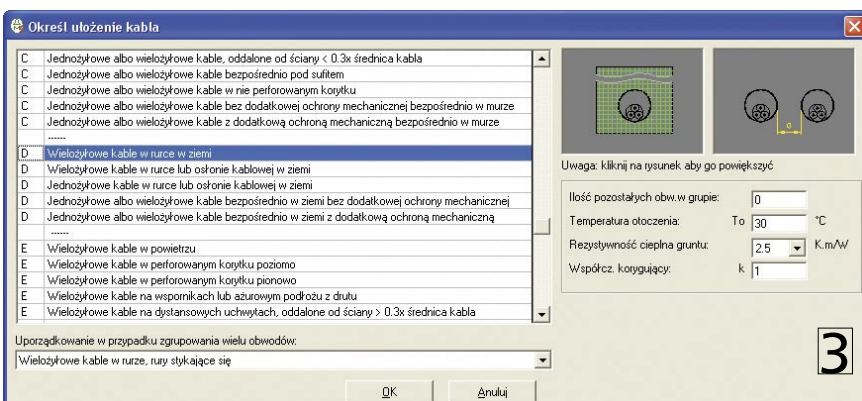 Określ ułożenie kabla
C Jednożyłowe albo wielożyłowe kable, oddalone od ściany < 0.3x średnica kabla
C Jednożyłowe albo wielożyłowe kable bezpośrednio pod sufitem
C Jednożyłowe albo wielożyłowe kable w nie perforowanym korytku
C Jednożyłowe albo wielożyłowe kable bez dodatkowej ochrony mechanicznej bezpośrednio w murze
C Jednożyłowe albo wielożyłowe kable z dodatkową ochroną mechaniczną bezpośrednio w murze
------
D Wielożyłowe kable w rurce w ziemi
D Wielożyłowe kable w rurce lub osłonie kablowej w ziemi
D Jednożyłowe kable w rurce lub osłonie kablowej w ziemi
D Jednożyłowe albo wielożyłowe kable bezpośrednio w ziemi bez dodatkowej ochrony mechanicznej
D Jednożyłowe albo wielożyłowe kable bezpośrednio w ziemi z dodatkową ochroną mechaniczną
------
E Wielożyłowe kable w powietrzu
E Wielożyłowe kable w perforowanym korytku poziomo
E Wielożyłowe kable w perforowanym korytku pionowo
E Wielożyłowe kable na wspornikach lub ażurowym podłożu z drutu
E Wielożyłowe kable na dystansowych uchwytach, oddalone od ściany > 0.3x średnica kabla
Uporządkowanie w przypadku zgrupowania wielu obwodów:
Wielożyłowe kable w rurze, rury stykające się
OK Anuluj
a
Uwaga: kliknij na rysunek aby go powiększyć
Ilość pozostałych obw.w grupie: 0
Temperatura otoczenia: To 30 °C
Rezystywność cieplna gruntu: 2.5 K.m/W
Współcz. korygujący: k 1
3